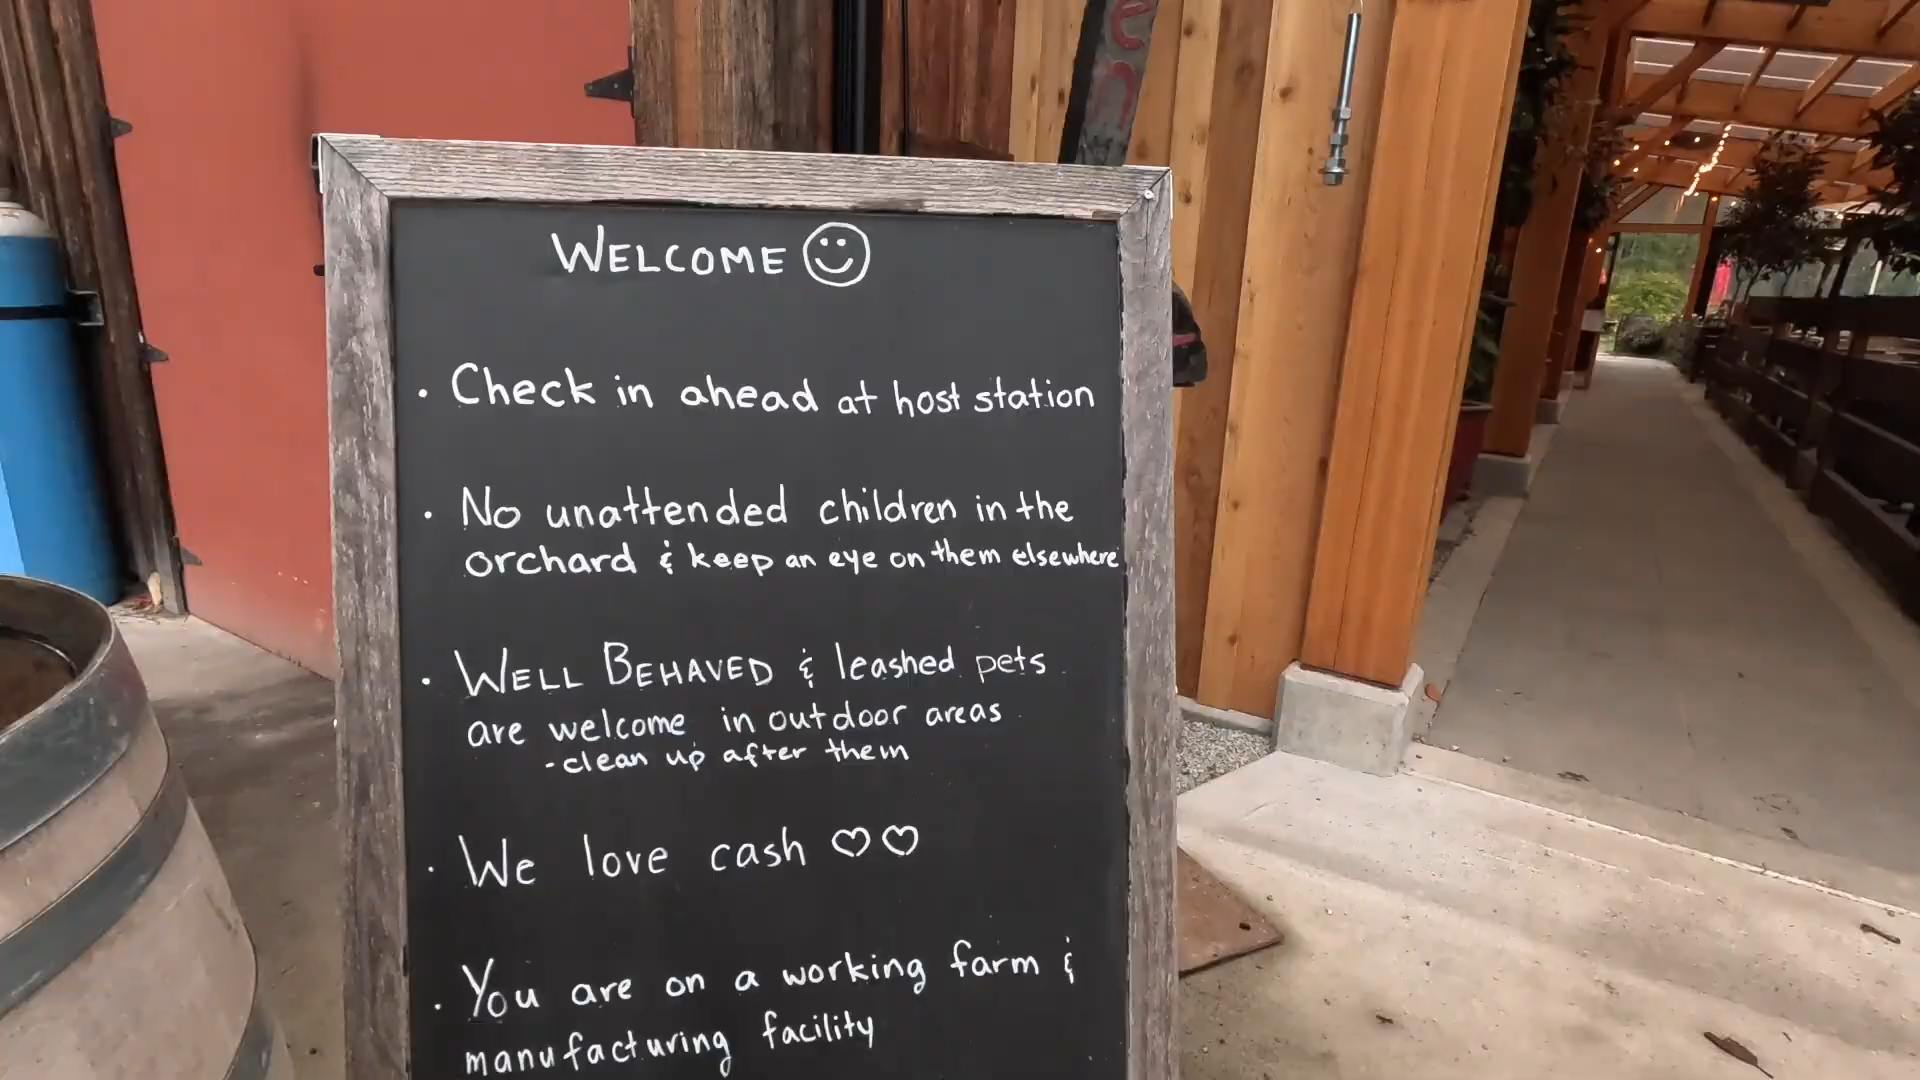 WELCOME
· Check in ahead at host station
· No unattended children in the
orchard & keep an eye on them elsewhere
· WELL BEHAVED & leashed pets
are welcome in outdoor areas
- clean up after them
· We love cash ♡♡
· You are on a working farm &
manufacturing facility
en